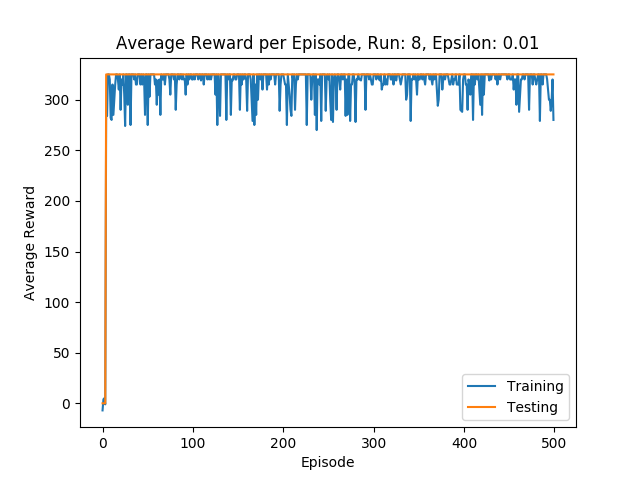 Average Reward per Episode, Run: 8, Epsilon: 0.01
Average Reward
300
250
200
150
100
50
0
0 100 200 300 400 500
Episode
Training
Testing